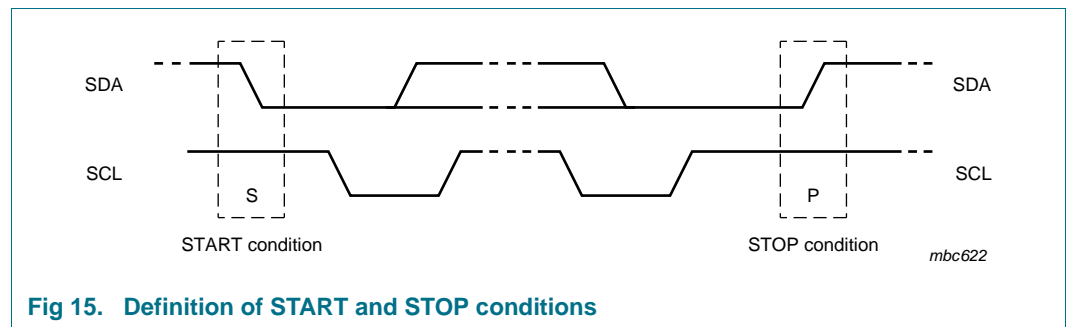 SDA SDA
SCL SCL
S P
START condition STOP condition
mbc622
Fig 15. Definition of START and STOP conditions